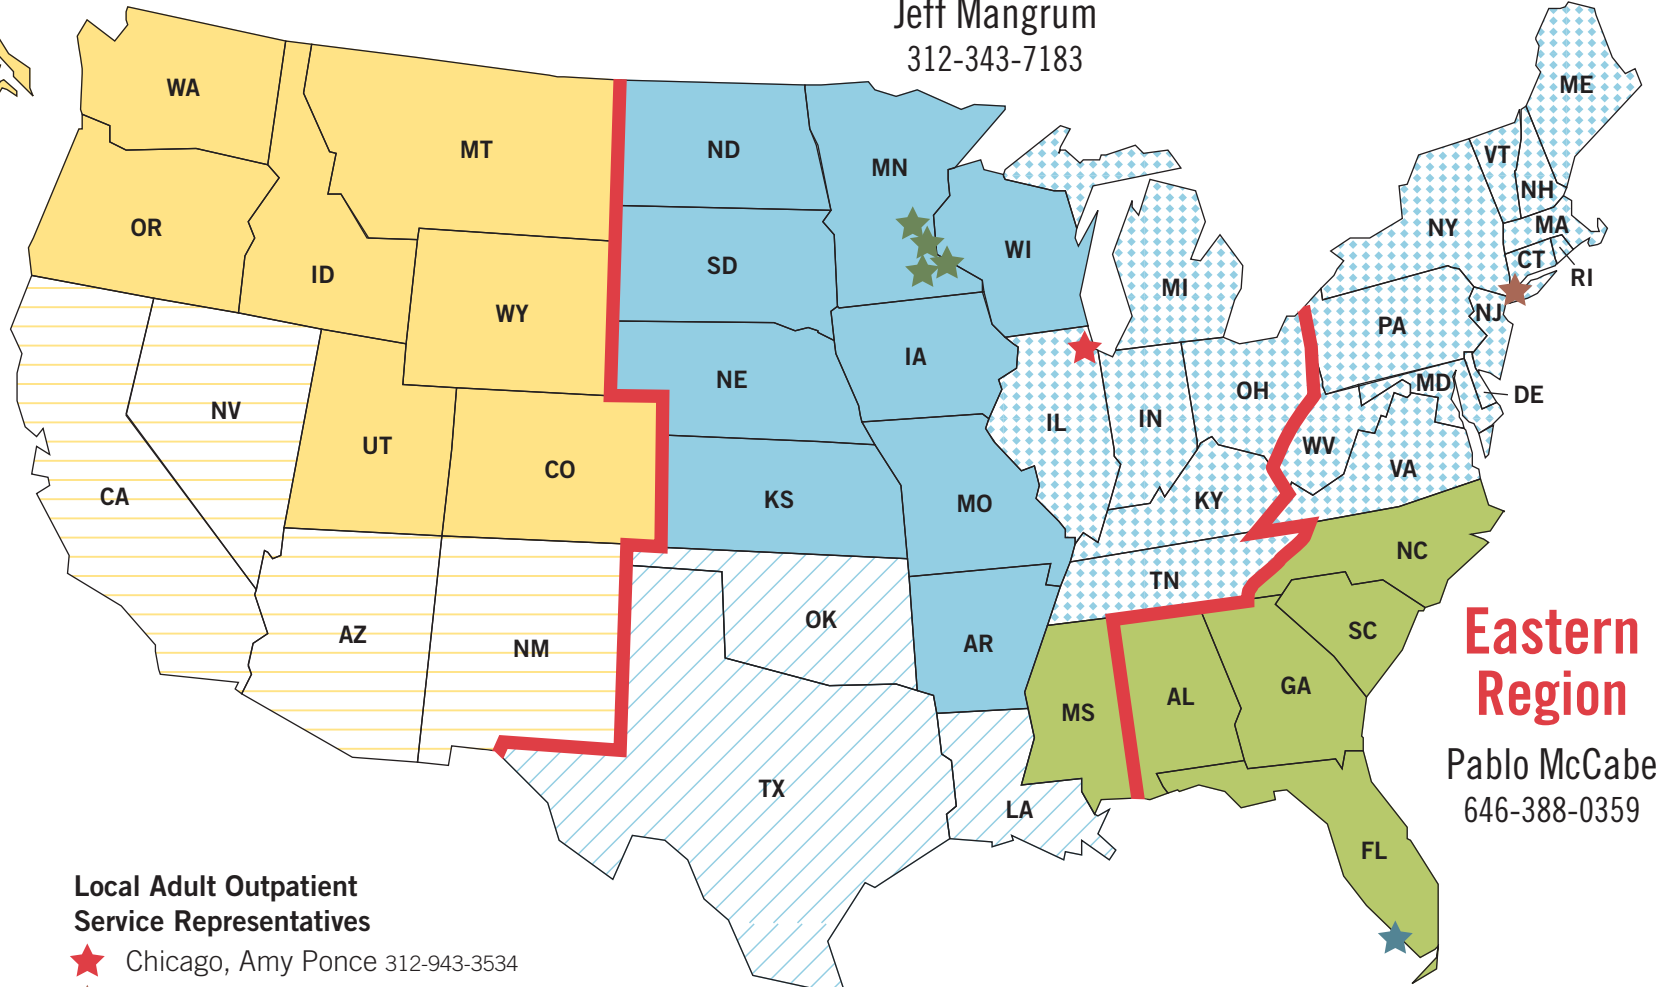 Jeff Mangrum
312-343-7183
WA
MT
ND
MN
ME
VT
NH
OR
ID
SD
WI
NY
MA
CT
RI
WY
MI
NJ
PA
IA
NE
MD
DE
NV
UT
CO
IL
IN
OH
WV
VA
CA
KS
MO
KY
NC
TN
AZ
NM
OK
AR
SC
MS
AL
GA
Eastern
Region
Pablo McCabe
646-388-0359
TX
LA
FL
Local Adult Outpatient
Service Representatives
Chicago, Amy Ponce 312-943-3534